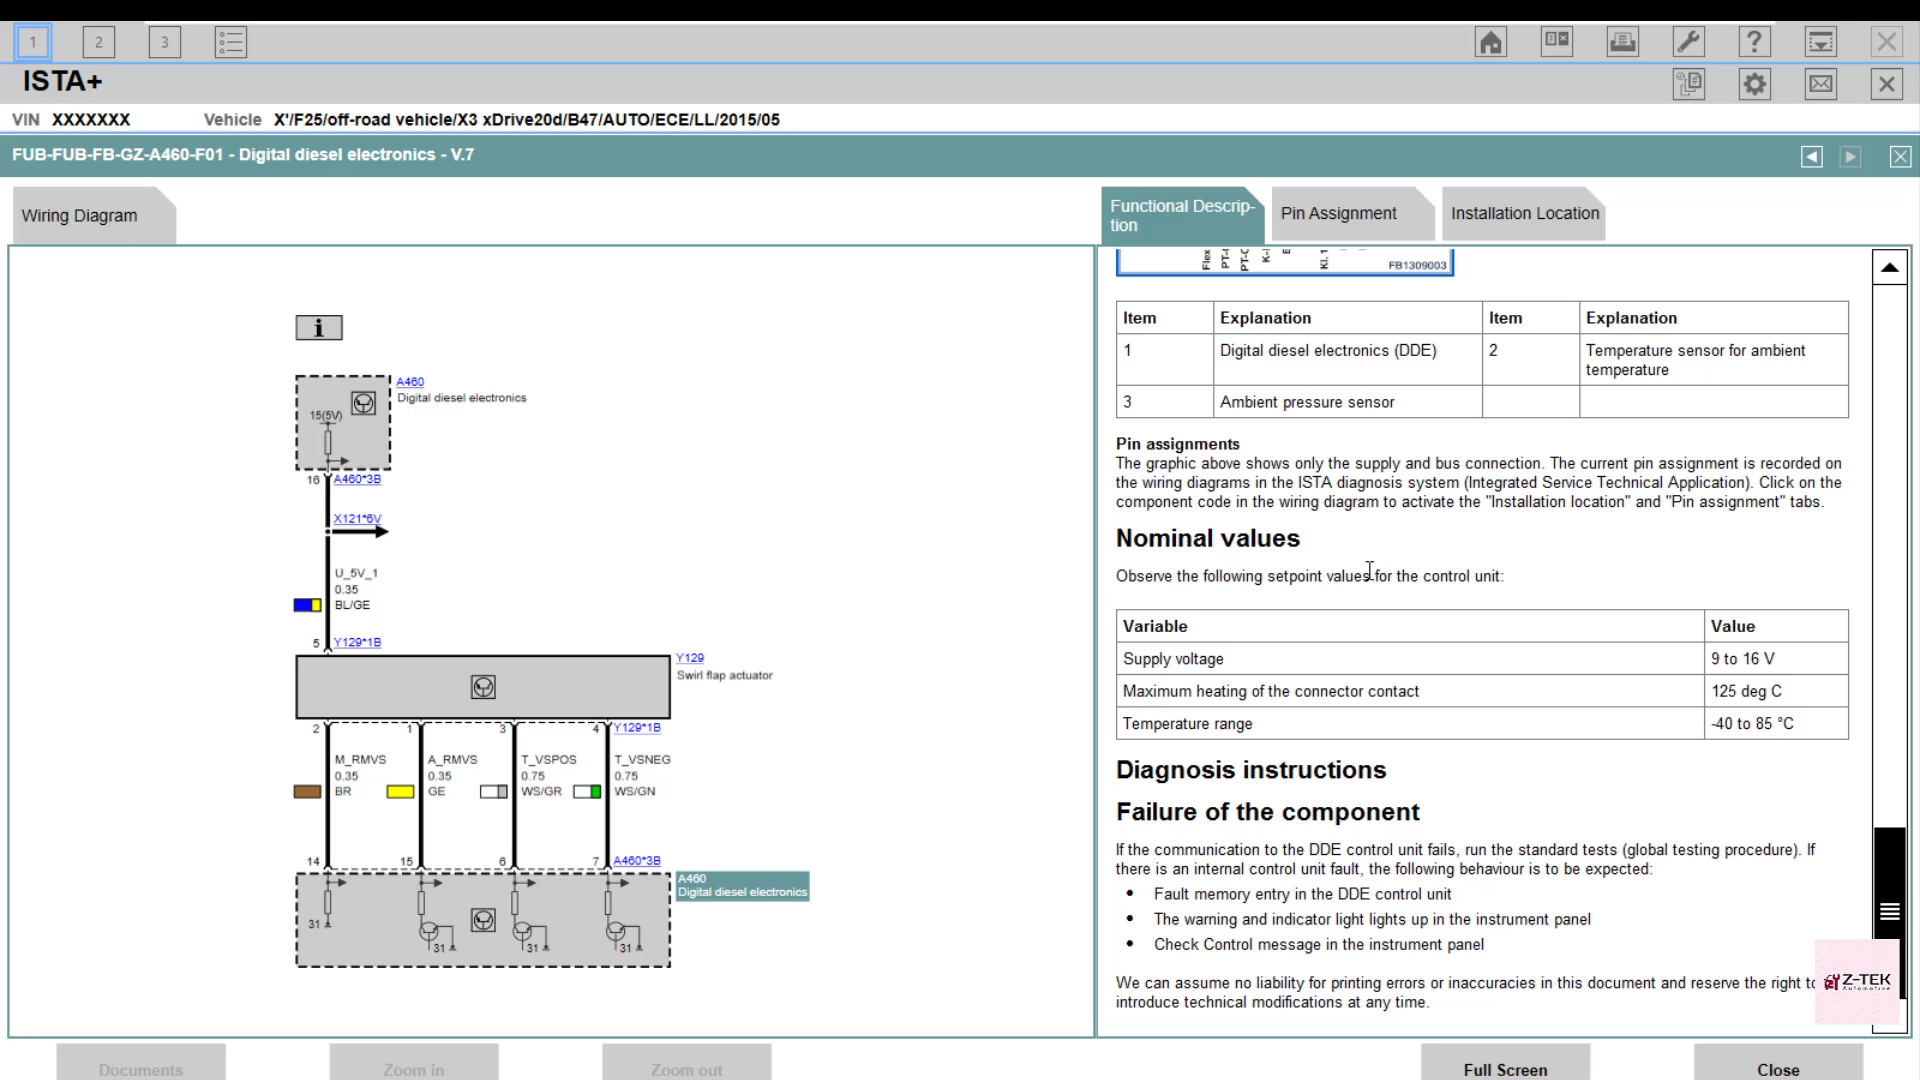 1
2
3
ISTA+
VIN XXXXXXX Vehicle X'/F25/off-road vehicle/X3 xDrive20d/B47/AUTO/ECE/LL/2015/05
FUB-FUB-FB-GZ-A460-F01 - Digital diesel electronics - V.7
Wiring Diagram
Functional Descrip-
tion
Pin Assignment
Installation Location
i
A460
Digital diesel electronics
15(5V)
16 A460*3B
X121*6V
U_5V_1
0.35
BL/GE
5 Y129*1B
Y129
Swirl flap actuator
2 1 3 4 Y129*1B
M_RMVS A_RMVS T_VSPOS T_VSNEG
0.35 0.35 0.75 0.75
BR GE WS/GR WS/GN
14 15 6 7 A460*3B
A460
Digital diesel electronics
31 31 31 31
Flex
K-l
Kl. 1
FB1309003
Item Explanation Item Explanation
1 Digital diesel electronics (DDE) 2 Temperature sensor for ambient
temperature
3 Ambient pressure sensor
Pin assignments
The graphic above shows only the supply and bus connection. The current pin assignment is recorded on
the wiring diagrams in the ISTA diagnosis system (Integrated Service Technical Application). Click on the
component code in the wiring diagram to activate the "Installation location" and "Pin assignment" tabs.
Nominal values
Observe the following setpoint values for the control unit:
Variable Value
Supply voltage 9 to 16 V
Maximum heating of the connector contact 125 deg C
Temperature range -40 to 85 °C
Diagnosis instructions
Failure of the component
If the communication to the DDE control unit fails, run the standard tests (global testing procedure). If
there is an internal control unit fault, the following behaviour is to be expected:
• Fault memory entry in the DDE control unit
• The warning and indicator light lights up in the instrument panel
• Check Control message in the instrument panel
We can assume no liability for printing errors or inaccuracies in this document and reserve the right to
introduce technical modifications at any time.
Z-TEK
Automotive
Documents
Zoom in
Zoom out
Full Screen
Close